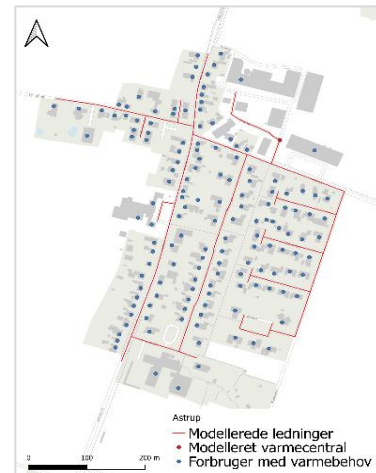 Astrup
Modellerede ledninger
Modelleret varmecentral
Forbruger med varmebehov
0 100 200 m